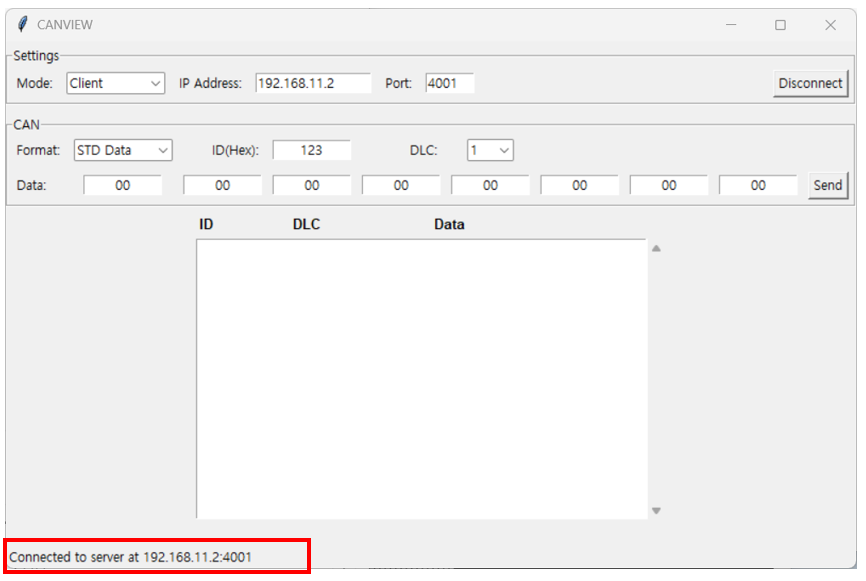 CANVIEW
Settings
Mode: Client IP Address: 192.168.11.2 Port: 4001 Disconnect
CAN
Format: STD Data ID(Hex): 123 DLC: 1
Data: 00 00 00 00 00 00 00 00 Send
ID DLC Data
Connected to server at 192.168.11.2:4001